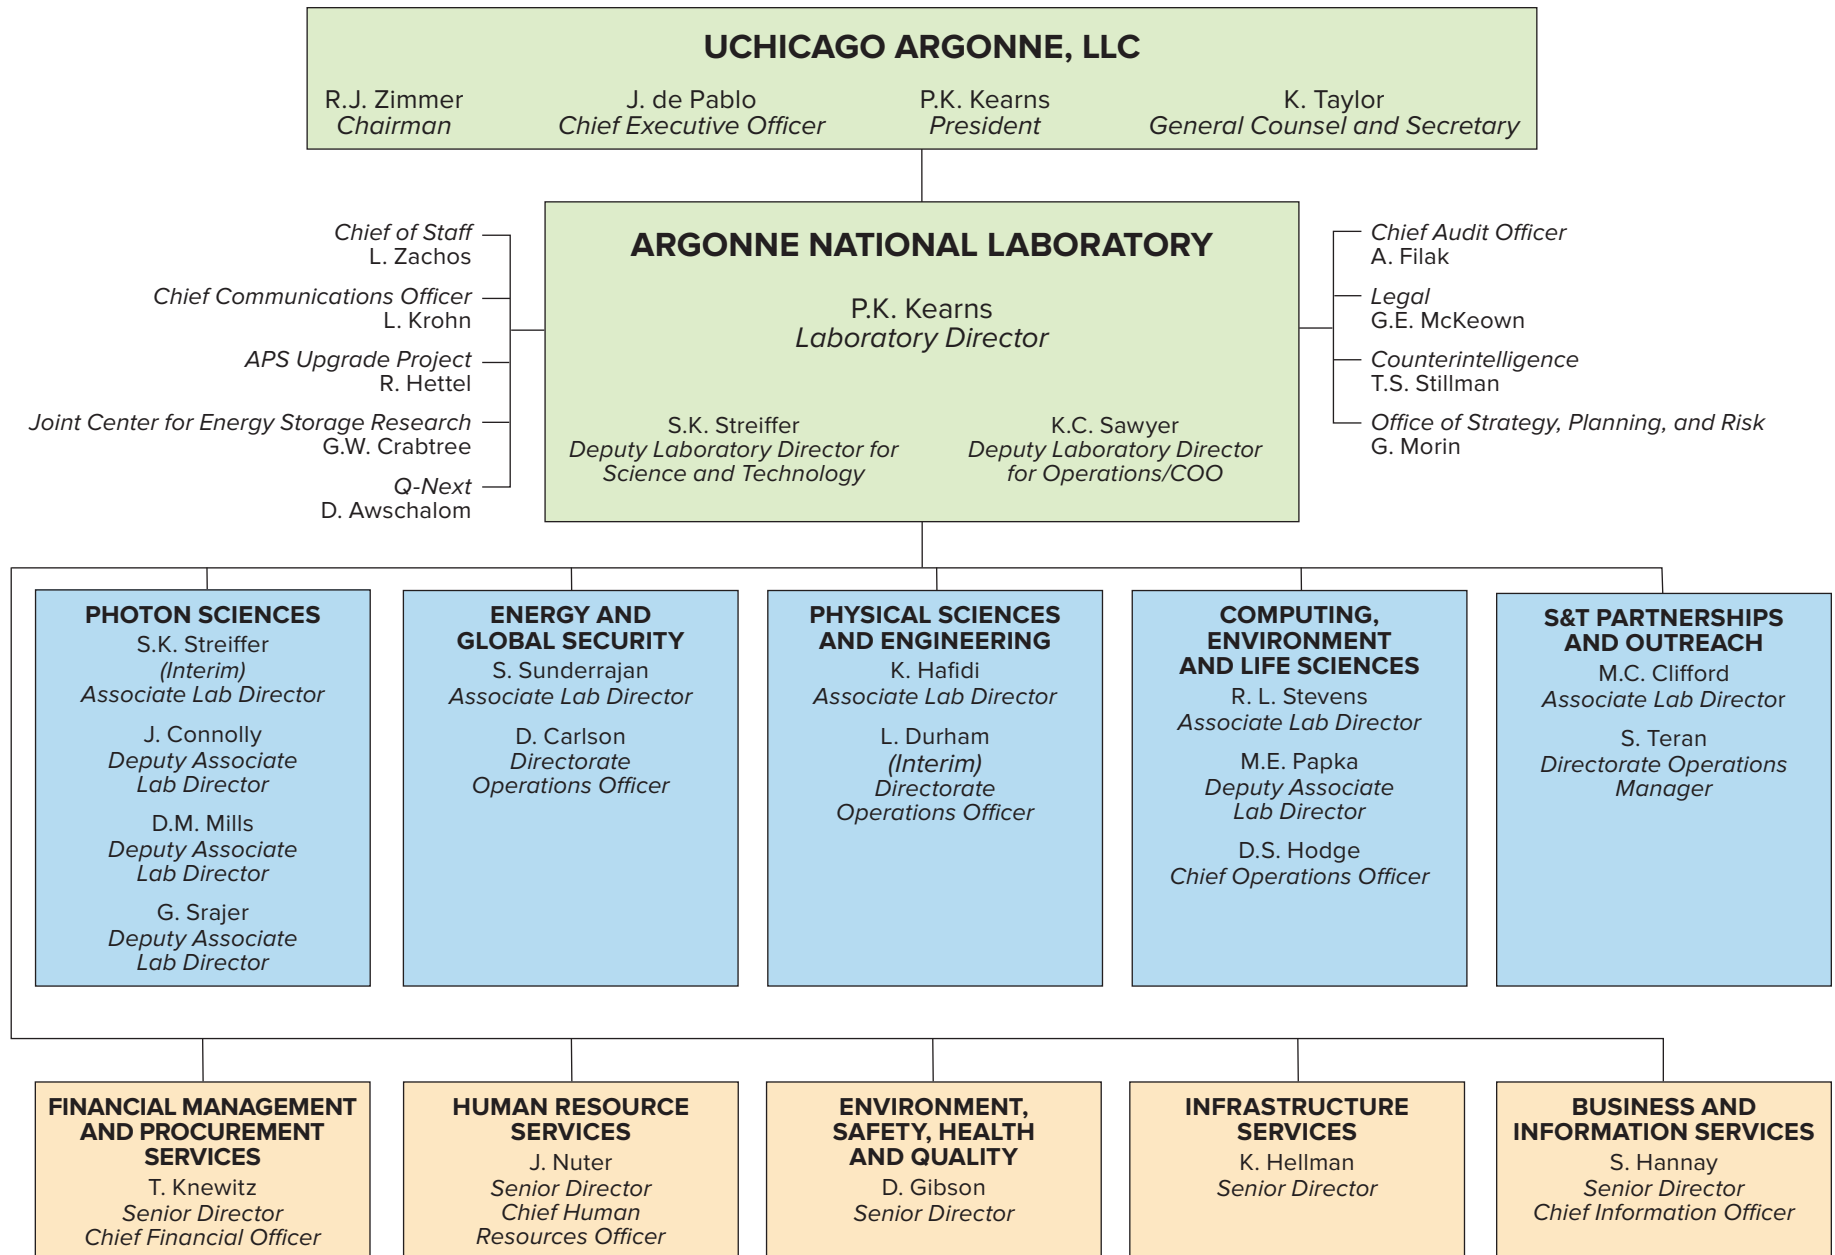 UCHICAGO ARGONNE, LLC
R.J. Zimmer
Chairman
J. de Pablo
Chief Executive Officer
P.K. Kearns
President
K. Taylor
General Counsel and Secretary
Chief of Staff
L. Zachos
Chief Communications Officer
L. Krohn
APS Upgrade Project
R. Hettel
Joint Center for Energy Storage Research
G.W. Crabtree
Q-Next
D. Awschalom
ARGONNE NATIONAL LABORATORY
P.K. Kearns
Laboratory Director
S.K. Streiffer
Deputy Laboratory Director for
Science and Technology
K.C. Sawyer
Deputy Laboratory Director
for Operations/COO
Chief Audit Officer
A. Filak
Legal
G.E. McKeown
Counterintelligence
T.S. Stillman
Office of Strategy, Planning, and Risk
G. Morin
PHOTON SCIENCES
S.K. Streiffer
(Interim)
Associate Lab Director
J. Connolly
Deputy Associate
Lab Director
D.M. Mills
Deputy Associate
Lab Director
G. Srajer
Deputy Associate
Lab Director
ENERGY AND
GLOBAL SECURITY
S. Sunderrajan
Associate Lab Director
D. Carlson
Directorate
Operations Officer
PHYSICAL SCIENCES
AND ENGINEERING
K. Hafidi
Associate Lab Director
L. Durham
(Interim)
Directorate
Operations Officer
COMPUTING,
ENVIRONMENT
AND LIFE SCIENCES
R. L. Stevens
Associate Lab Director
M.E. Papka
Deputy Associate
Lab Director
D.S. Hodge
Chief Operations Officer
S&T PARTNERSHIPS
AND OUTREACH
M.C. Clifford
Associate Lab Director
S. Teran
Directorate Operations
Manager
FINANCIAL MANAGEMENT
AND PROCUREMENT
SERVICES
T. Knewitz
Senior Director
Chief Financial Officer
HUMAN RESOURCE
SERVICES
J. Nuter
Senior Director
Chief Human
Resources Officer
ENVIRONMENT,
SAFETY, HEALTH
AND QUALITY
D. Gibson
Senior Director
INFRASTRUCTURE
SERVICES
K. Hellman
Senior Director
BUSINESS AND
INFORMATION SERVICES
S. Hannay
Senior Director
Chief Information Officer